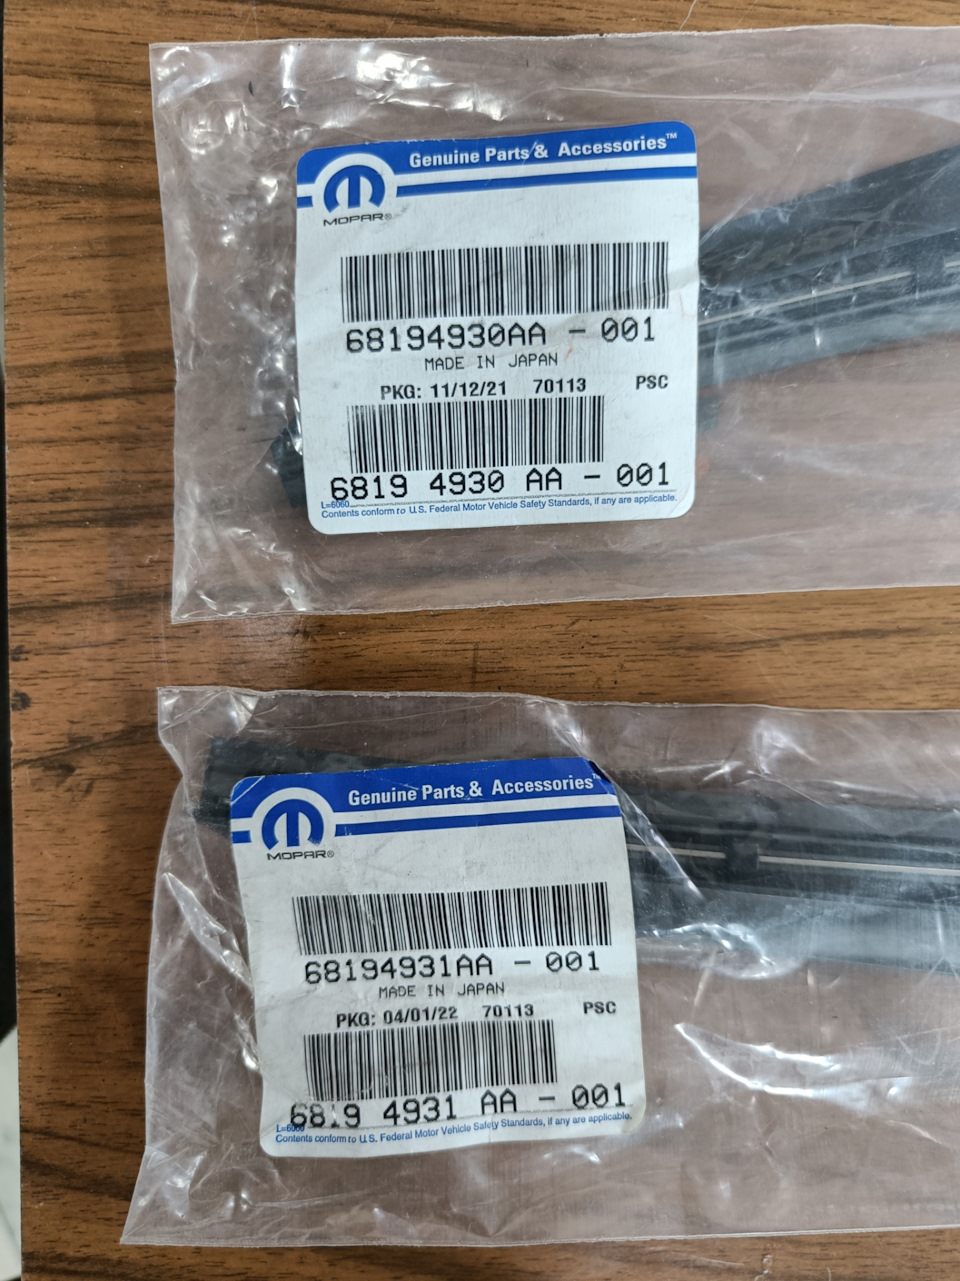 Genuine Parts & Accessories™
MOPAR®
68194930AA - 001
MADE IN JAPAN
PKG: 11/12/21 70113 PSC
6819 4930 AA - 001
L=6060
Contents conform to U.S. Federal Motor Vehicle Safety Standards, if any are applicable.
Genuine Parts & Accessories™
MOPAR®
68194931AA - 001
MADE IN JAPAN
PKG: 04/01/22 70113 PSC
6819 4931 AA - 001
L=6060
Contents conform to U.S. Federal Motor Vehicle Safety Standards, if any are applicable.